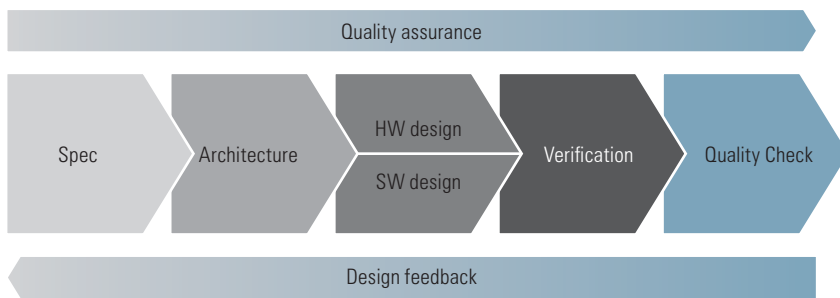 Quality assurance
Spec
Architecture
HW design
SW design
Verification
Quality Check
Design feedback